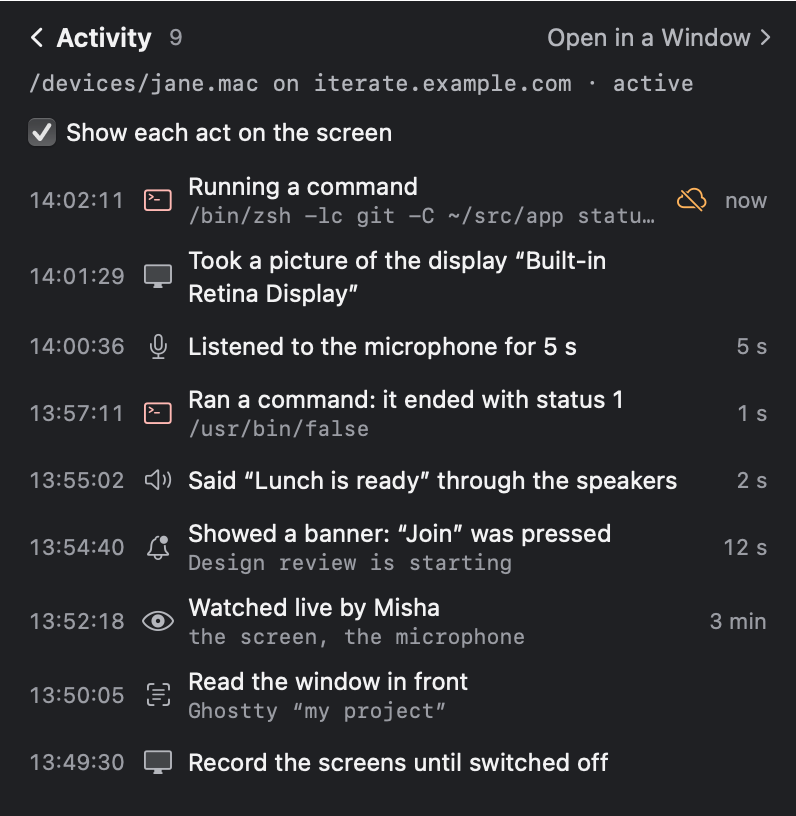 Activity 9 Open in a Window
/devices/jane.mac on iterate.example.com · active
Show each act on the screen
14:02:11 Running a command now
/bin/zsh -lc git -C ~/src/app statu…
14:01:29 Took a picture of the display “Built-in
Retina Display”
14:00:36 Listened to the microphone for 5 s 5 s
13:57:11 Ran a command: it ended with status 1 1 s
/usr/bin/false
13:55:02 Said “Lunch is ready” through the speakers 2 s
13:54:40 Showed a banner: “Join” was pressed 12 s
Design review is starting
13:52:18 Watched live by Misha 3 min
the screen, the microphone
13:50:05 Read the window in front
Ghostty “my project”
13:49:30 Record the screens until switched off